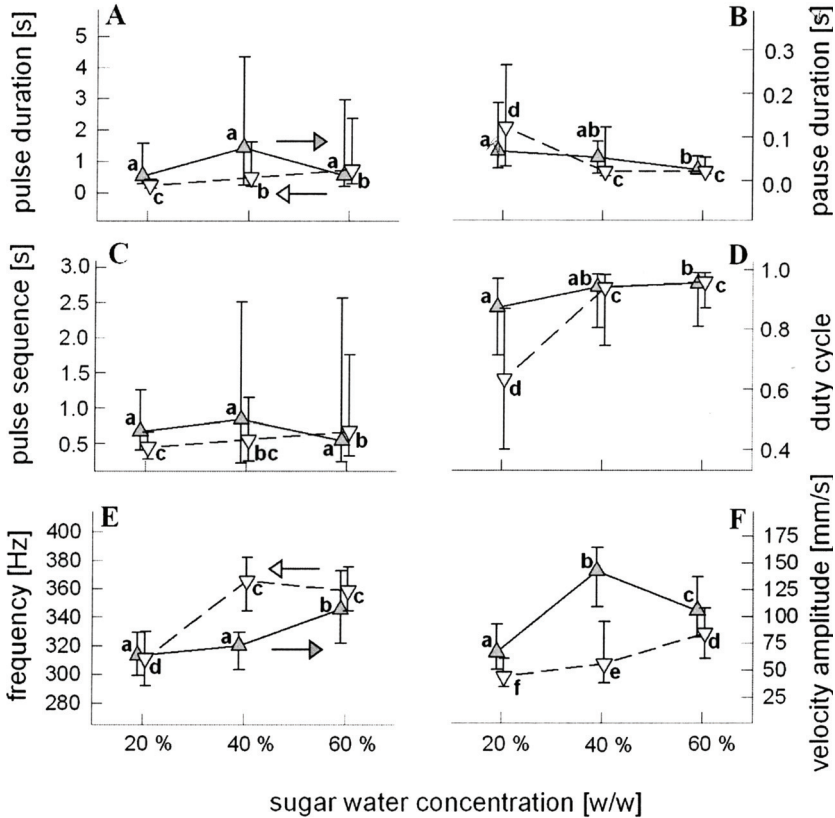 A
pulse duration [s]
5
4
3
2
1
0
a
a
a
c
b
b
B
pause duration [s]
0.3
0.2
0.1
0.0
a
d
ab
c
b
c
C
pulse sequence [s]
3.0
2.5
2.0
1.5
1.0
0.5
a
a
a
c
bc
b
D
duty cycle
1.0
0.8
0.6
0.4
a
ab
b
d
c
c
E
frequency [Hz]
400
380
360
340
320
300
280
a
a
b
d
c
c
20 %
40 %
60 %
F
velocity amplitude [mm/s]
175
150
125
100
75
50
25
a
b
c
f
e
d
20 %
40 %
60 %
sugar water concentration [w/w]